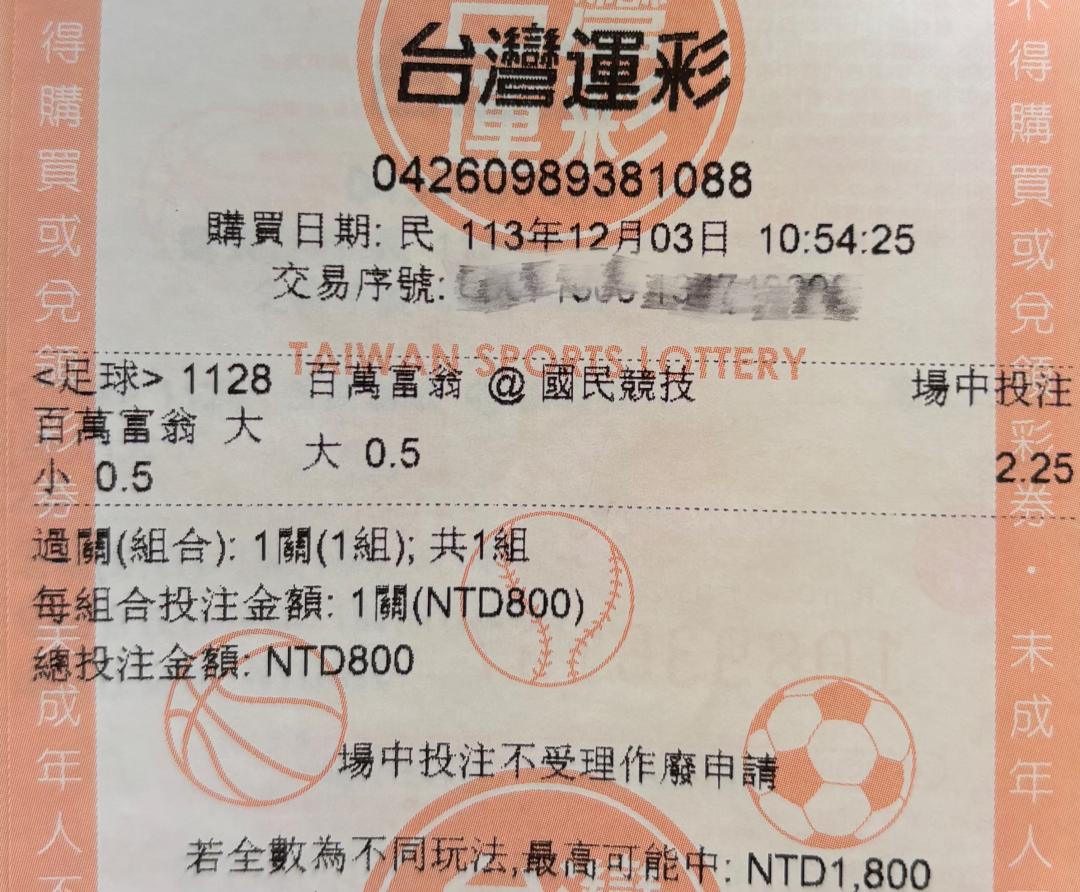 台灣運彩
04260989381088
購買日期: 民 113年12月03日 10:54:25
交易序號:
TAIWAN SPORTS LOTTERY
<足球> 1128 百萬富翁 @ 國民競技 場中投注
百萬富翁 大
小 0.5 大 0.5 2.25
過關(組合): 1關(1組); 共1組
每組合投注金額: 1關(NTD800)
總投注金額: NTD800
場中投注不受理作廢申請
若全數為不同玩法,最高可能中: NTD1,800
得購買或兌領彩券・未成年人不
不得購買或兌領彩券・未成年人